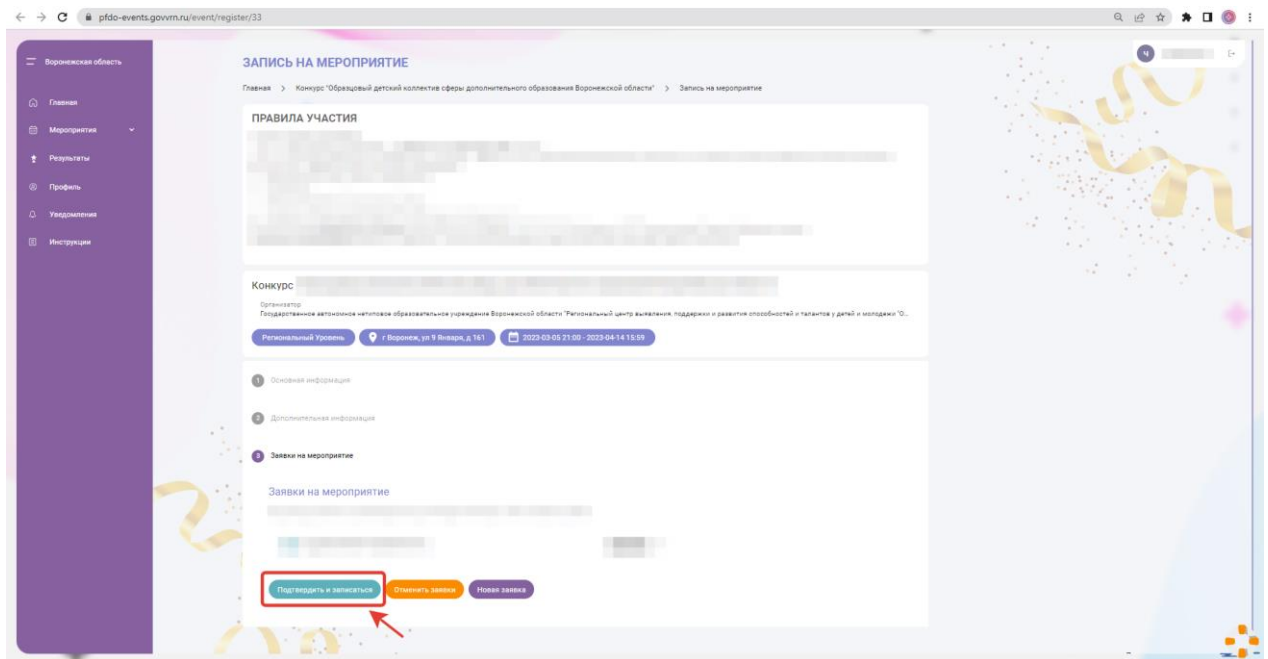 pfdo-events.govvrn.ru/event/register/33
Воронежская область
Ч
ЗАПИСЬ НА МЕРОПРИЯТИЕ
Главная > Конкурс "Образцовый детский коллектив сферы дополнительного образования Воронежской области" > Запись на мероприятие
Главная
Мероприятия
Результаты
Профиль
Уведомления
Инструкции
ПРАВИЛА УЧАСТИЯ
Конкурс
Организатор
Государственное автономное нетиповое образовательное учреждение Воронежской области "Региональный центр выявления, поддержки и развития способностей и талантов у детей и молодежи "О...
Региональный Уровень
г Воронеж, ул 9 Января, д 161
2023-03-05 21:00 - 2023-04-14 15:59
1 Основная информация
2 Дополнительная информация
3 Заявки на мероприятие
Заявки на мероприятие
Подтвердить и записаться
Отменить заявки
Новая заявка